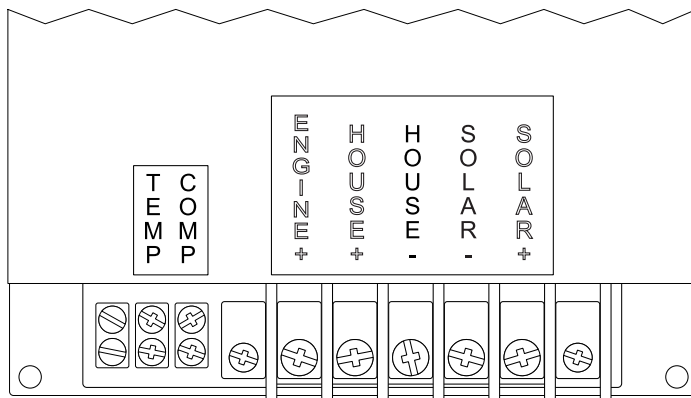 TEMP
COMP
ENGINE +
HOUSE +
HOUSE -
SOLAR -
SOLAR +